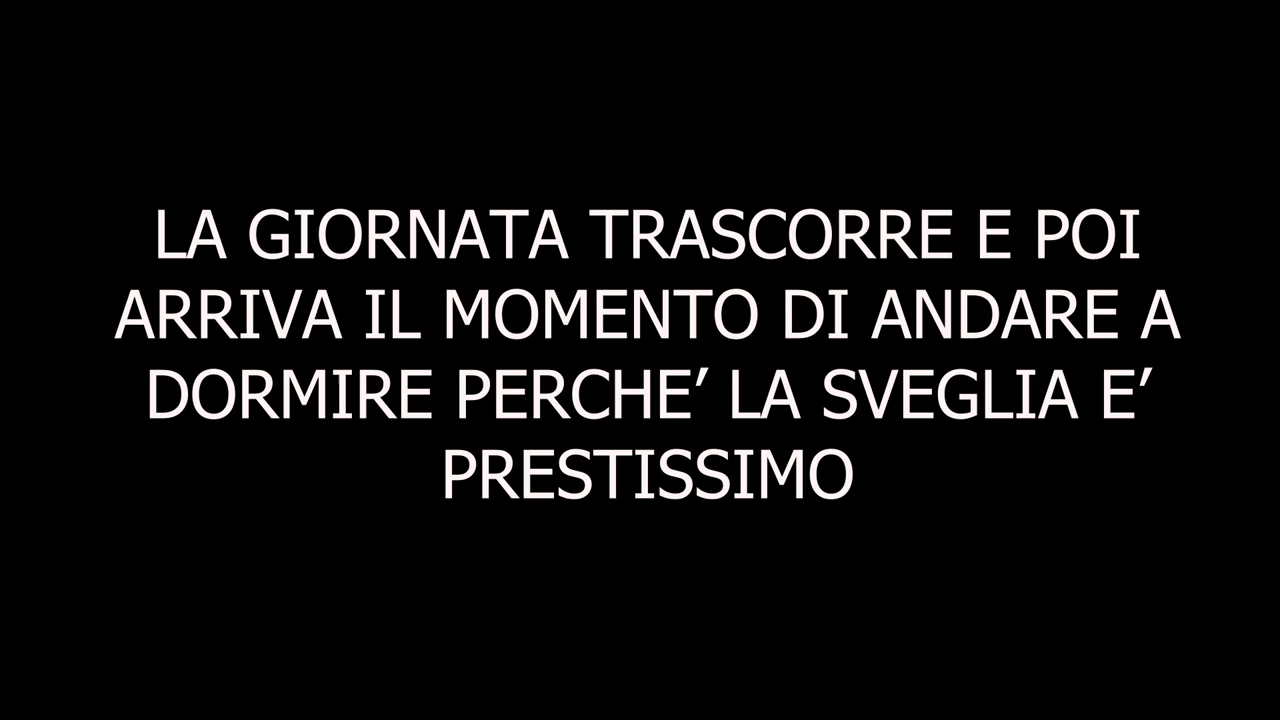 LA GIORNATA TRASCORRE E POI
ARRIVA IL MOMENTO DI ANDARE A
DORMIRE PERCHE’ LA SVEGLIA E’
PRESTISSIMO